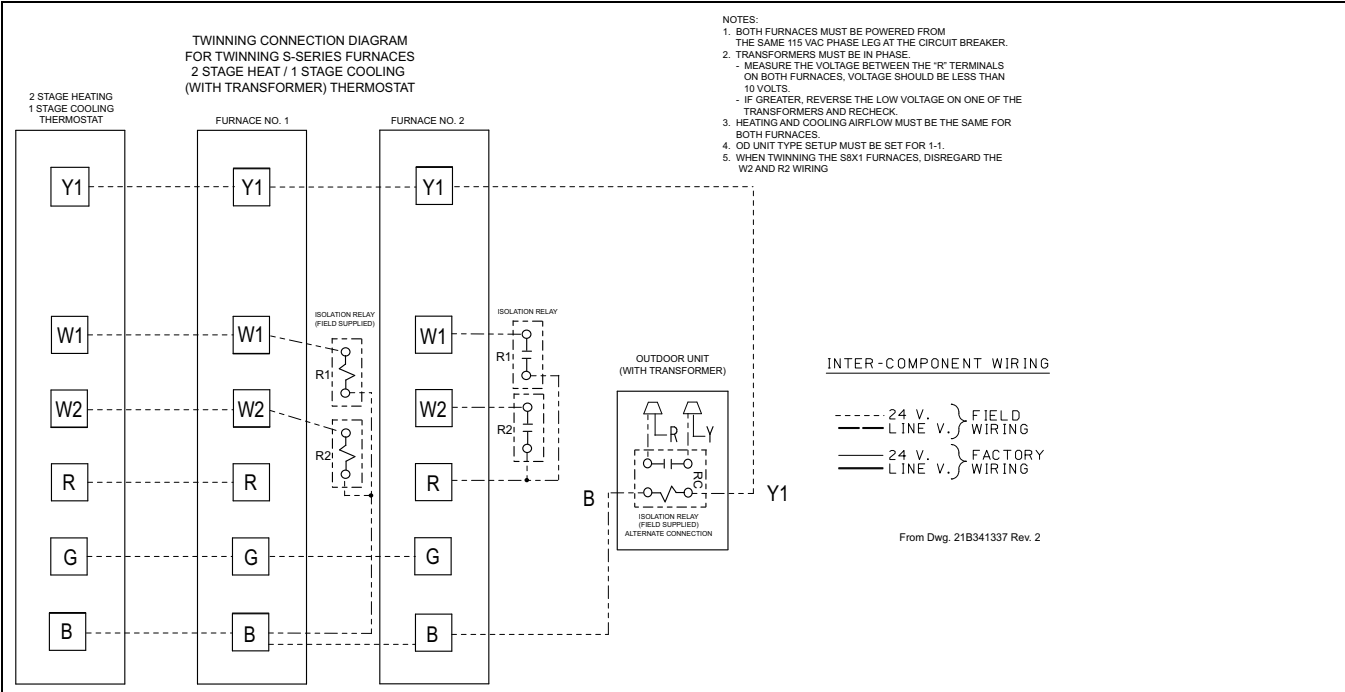 TWINNING CONNECTION DIAGRAM
FOR TWINNING S-SERIES FURNACES
2 STAGE HEAT / 1 STAGE COOLING
(WITH TRANSFORMER) THERMOSTAT
NOTES:
1. BOTH FURNACES MUST BE POWERED FROM
THE SAME 115 VAC PHASE LEG AT THE CIRCUIT BREAKER.
2. TRANSFORMERS MUST BE IN PHASE.
- MEASURE THE VOLTAGE BETWEEN THE "R" TERMINALS
ON BOTH FURNACES, VOLTAGE SHOULD BE LESS THAN
10 VOLTS.
- IF GREATER, REVERSE THE LOW VOLTAGE ON ONE OF THE
TRANSFORMERS AND RECHECK.
3. HEATING AND COOLING AIRFLOW MUST BE THE SAME FOR
BOTH FURNACES.
4. OD UNIT TYPE SETUP MUST BE SET FOR 1-1.
5. WHEN TWINNING THE S8X1 FURNACES, DISREGARD THE
W2 AND R2 WIRING
2 STAGE HEATING
1 STAGE COOLING
THERMOSTAT
Y1
W1
W2
R
G
B
FURNACE NO. 1
Y1
W1
W2
R
G
B
ISOLATION RELAY
(FIELD SUPPLIED)
R1
R2
FURNACE NO. 2
Y1
W1
W2
R
G
B
ISOLATION RELAY
R1
R2
OUTDOOR UNIT
(WITH TRANSFORMER)
R Y
RC
B
Y1
ISOLATION RELAY
(FIELD SUPPLIED)
ALTERNATE CONNECTION
INTER-COMPONENT WIRING
24 V. FIELD
LINE V. WIRING
24 V. FACTORY
LINE V. WIRING
From Dwg. 21B341337 Rev. 2